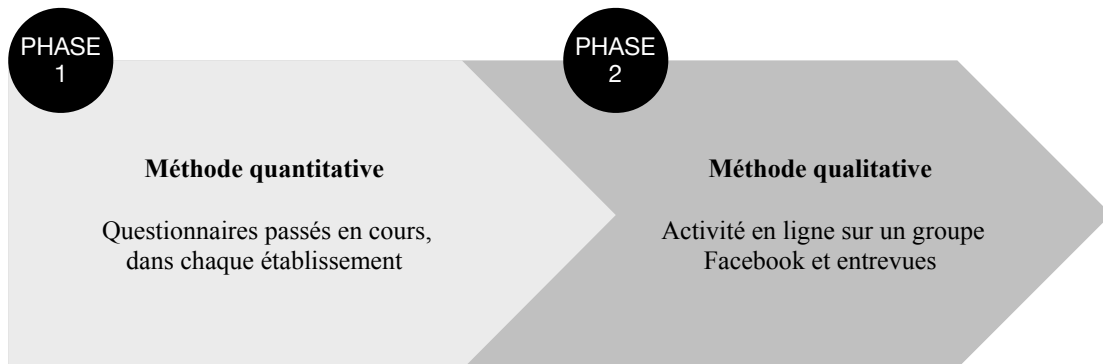 PHASE
1
Méthode quantitative
Questionnaires passés en cours,
dans chaque établissement
PHASE
2
Méthode qualitative
Activité en ligne sur un groupe
Facebook et entrevues